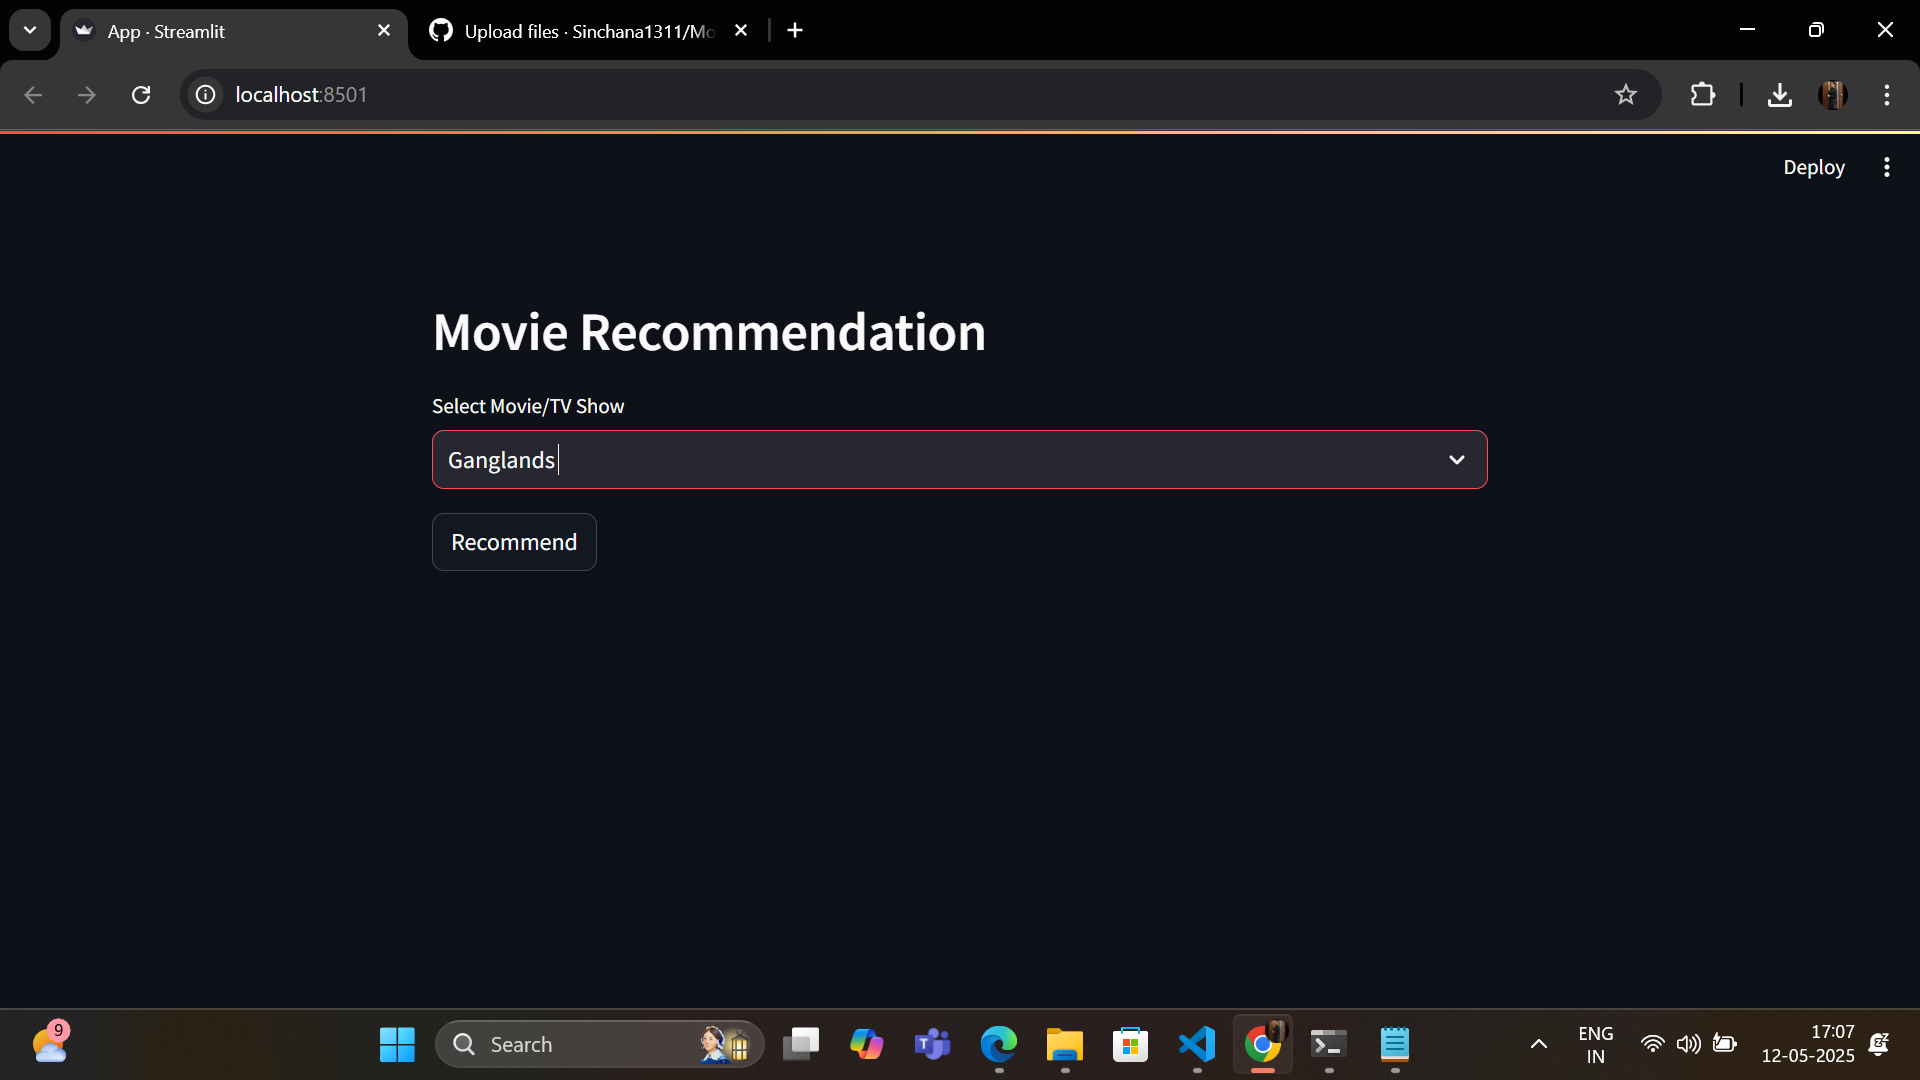 App · Streamlit
Upload files · Sinchana1311/Mo
localhost:8501
Deploy
Movie Recommendation
Select Movie/TV Show
Ganglands
Recommend
9
Search
ENG
IN
17:07
12-05-2025